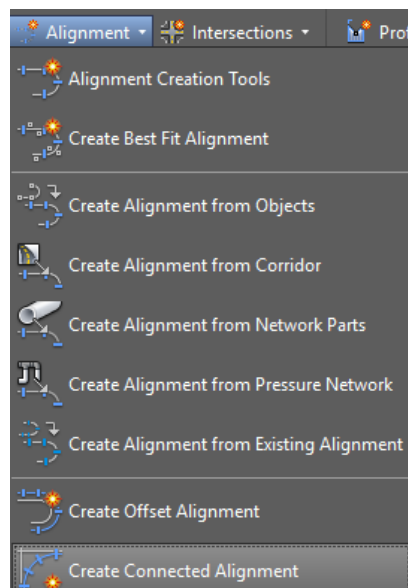 Alignment Intersections Prof
Alignment Creation Tools
Create Best Fit Alignment
Create Alignment from Objects
Create Alignment from Corridor
Create Alignment from Network Parts
Create Alignment from Pressure Network
Create Alignment from Existing Alignment
Create Offset Alignment
Create Connected Alignment